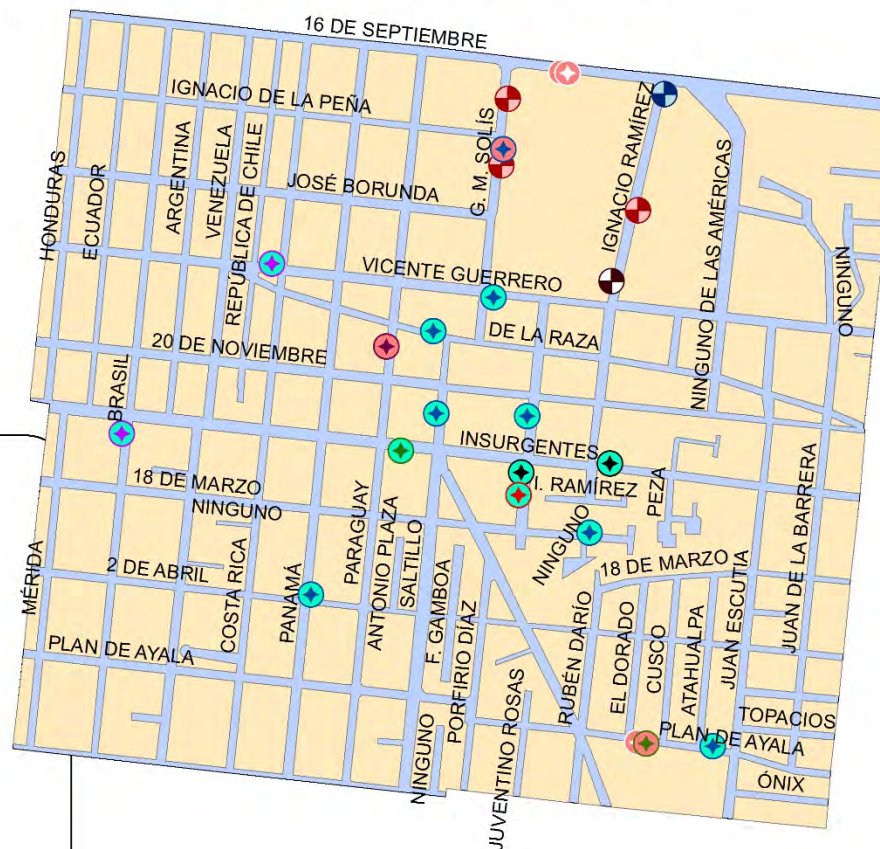 16 DE SEPTIEMBRE
IGNACIO DE LA PEÑA
G. M. SOLÍS
IGNACIO RAMÍREZ
HONDURAS
ECUADOR
ARGENTINA
VENEZUELA
REPÚBLICA DE CHILE
JOSÉ BORUNDA
NINGUNO DE LAS AMÉRICAS
NINGUNO
VICENTE GUERRERO
DE LA RAZA
20 DE NOVIEMBRE
BRASIL
INSURGENTES
18 DE MARZO
NINGUNO
I. RAMÍREZ
PEZA
JUAN DE LA BARRERA
PARAGUAY
ANTONIO PLAZA
SALTILLO
NINGUNO
18 DE MARZO
2 DE ABRIL
MÉRIDA
COSTA RICA
PANAMÁ
F. GAMBOA
PORFIRIO DÍAZ
RUBÉN DARÍO
EL DORADO
CUSCO
ATAHUALPA
JUAN ESCUTIA
PLAN DE AYALA
TOPACIOS
PLAN DE AYALA
NINGUNO
JUVENTINO ROSAS
ÓNIX